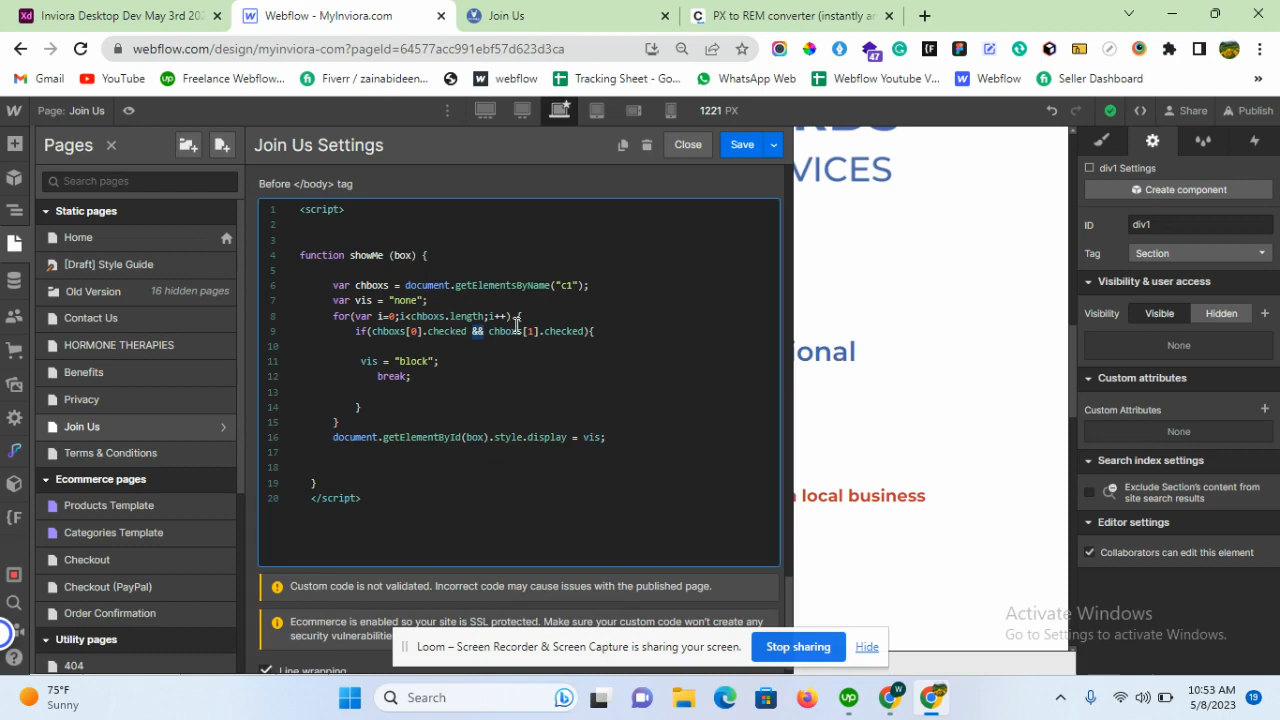 Inviora Desktop Dev May 3rd 202
Webflow - MyInviora.com
Join Us
PX to REM converter (instantly an
webflow.com/design/myinviora-com?pageId=64577acc991ebf57d623d3ca
47
Gmail
YouTube
Freelance Webflow...
Fiverr / zainabideen...
webflow
Tracking Sheet - Go...
WhatsApp Web
Webflow Youtube V...
Webflow
Seller Dashboard
Page: Join Us
1221 PX
Share
Publish
Pages
Search pages
Static pages
Home
[Draft] Style Guide
Old Version 16 hidden pages
Contact Us
HORMONE THERAPIES
Benefits
Privacy
Join Us
Terms & Conditions
Products
Categories Template
Checkout
Checkout (PayPal)
Order Confirmation
Utility pages
404
Join Us Settings
Close
Save
Before </body> tag
1 <script>
2
3
4 function showMe (box) {
5
6 var chboxs = document.getElementsByName("c1");
7 var vis = "none";
8 for(var i=0;i<chboxs.length;i++) {
9 if(chboxs[0].checked && chboxs[1].checked){
10
11 vis = "block";
12 break;
13
14 }
15 }
16 document.getElementById(box).style.display = vis;
17
18
19 }
20 </script>
Custom code is not validated. Incorrect code may cause issues with the published page.
Ecommerce is enabled so your site is SSL protected. Make sure your custom code won't create any
security vulnerabilities
Line wrapping
VICES
ional
local business
div1 Settings
Create component
ID
div1
Tag
Section
Visibility & user access
Visibility
Visible
Hidden
None
Custom attributes
Custom Attributes
None
Search index settings
Exclude Section's content from
site search results
Editor settings
Collaborators can edit this element
Activate Windows
Go to Settings to activate Windows.
Loom – Screen Recorder & Screen Capture is sharing your screen.
Stop sharing
Hide
75°F
Sunny
Search
10:53 AM
5/8/2023
19